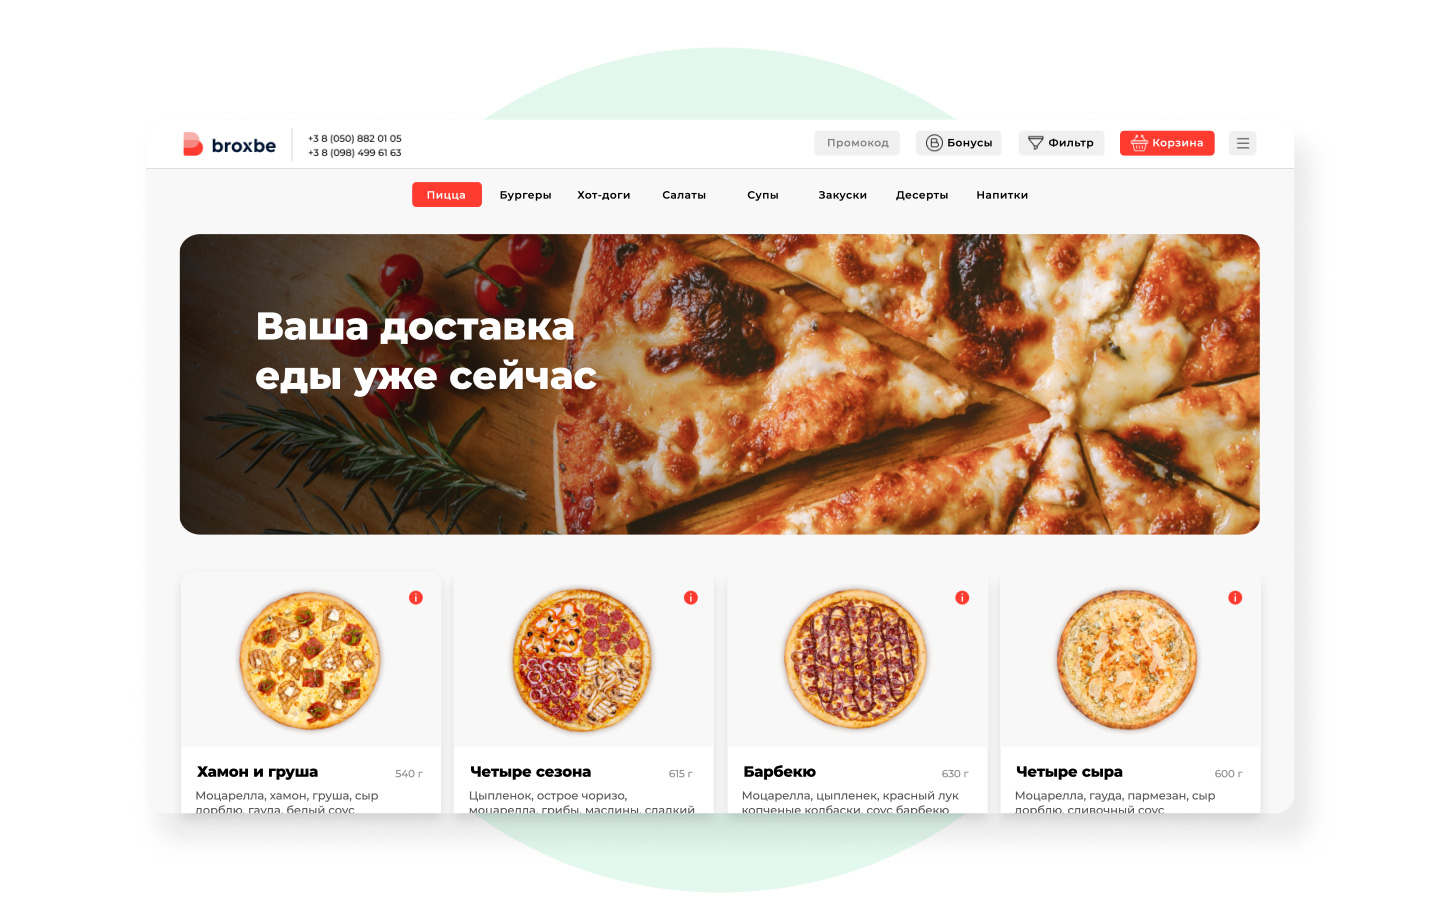 broxbe
+3 8 (050) 882 01 05
+3 8 (098) 499 61 63
Промокод
Бонусы
Фильтр
Корзина
Пицца Бургеры Хот-доги Салаты Супы Закуски Десерты Напитки
Ваша доставка
еды уже сейчас
Хамон и груша 540 г
Моцарелла, хамон, груша, сыр
дорблю, гауда, белый соус
Четыре сезона 615 г
Цыпленок, острое чоризо,
моцарелла, грибы, маслины, сладкий
Барбекю 630 г
Моцарелла, цыпленек, красный лук
копченые колбаски, соус барбекю
Четыре сыра 600 г
Моцарелла, гауда, пармезан, сыр
дорблю, сливочный соус